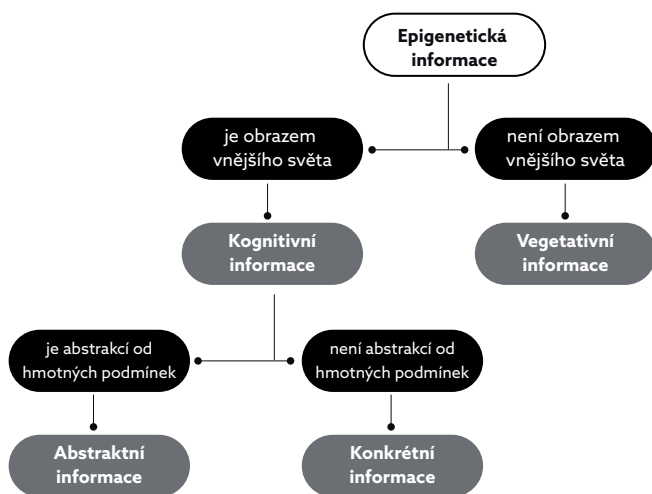 Epigenetická
informace
je obrazem
vnějšího světa
není obrazem
vnějšího světa
Kognitivní
informace
Vegetativní
informace
je abstrakcí od
hmotných podmínek
není abstrakcí od
hmotných podmínek
Abstraktní
informace
Konkrétní
informace